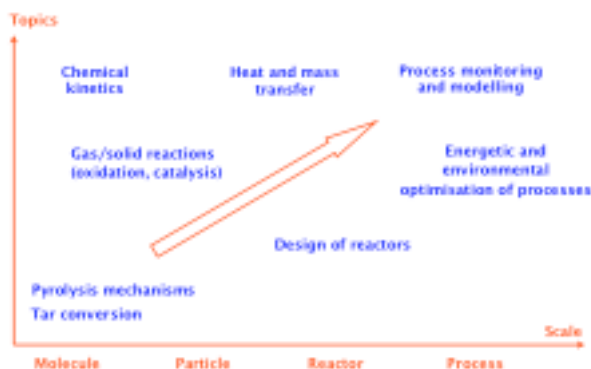 Topics
Chemical
kinetics
Heat and mass
transfer
Process monitoring
and modelling
Gas/solid reactions
(oxidation, catalysis)
Energetic and
environmental
optimisation of processes
Design of reactors
Pyrolysis mechanisms
Tar conversion
Scale
Molecule
Particle
Reactor
Process